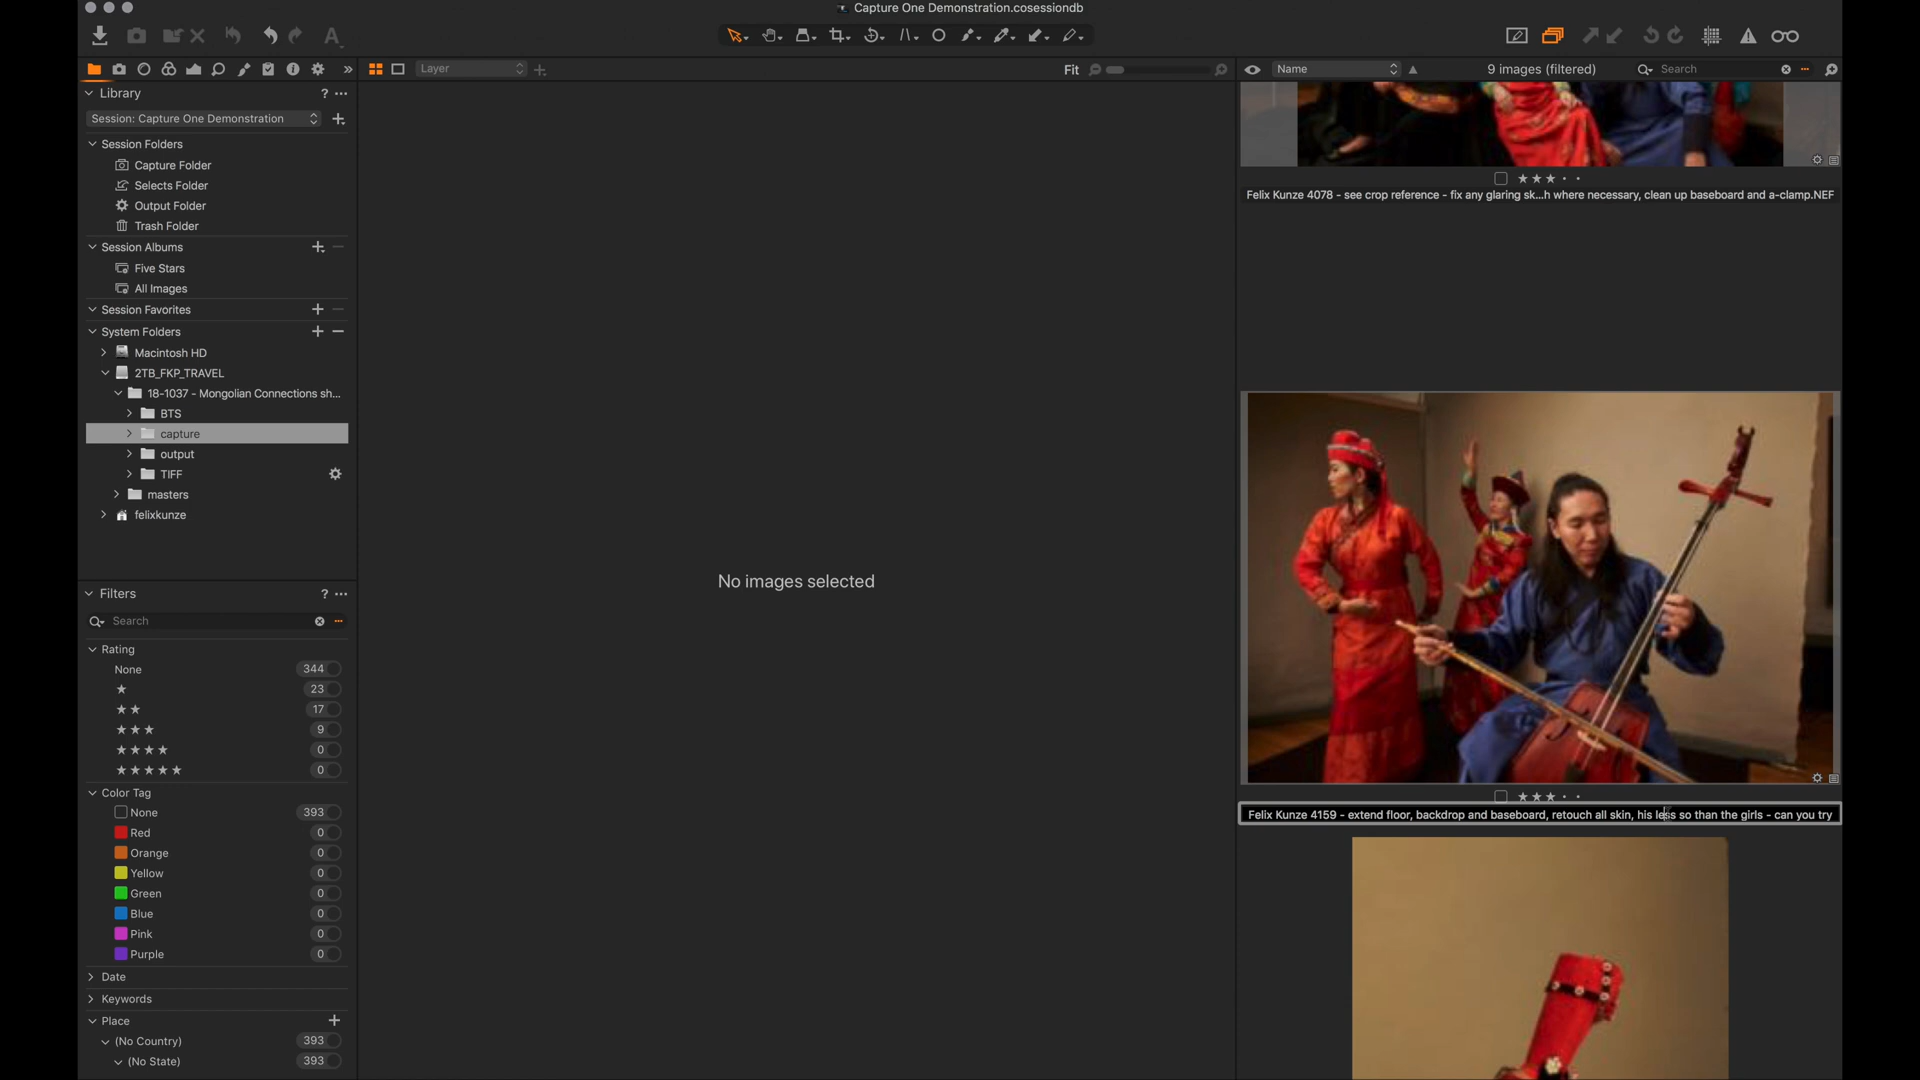 Capture One Demonstration.cosessiondb
A
Layer
Fit
Name
9 images (filtered)
Search
Library
? ...
Session: Capture One Demonstration
Session Folders
Capture Folder
Selects Folder
Output Folder
Trash Folder
Session Albums
Five Stars
All Images
Session Favorites
System Folders
Macintosh HD
2TB_FKP_TRAVEL
18-1037 - Mongolian Connections sh...
BTS
capture
output
TIFF
masters
felixkunze
Filters
? ...
Search
Rating
None 344
23
17
9
0
0
Color Tag
None 393
Red 0
Orange 0
Yellow 0
Green 0
Blue 0
Pink 0
Purple 0
Date
Keywords
Place
(No Country) 393
(No State) 393
No images selected
Felix Kunze 4078 - see crop reference - fix any glaring sk...h where necessary, clean up baseboard and a-clamp.NEF
Felix Kunze 4159 - extend floor, backdrop and baseboard, retouch all skin, his less so than the girls - can you try